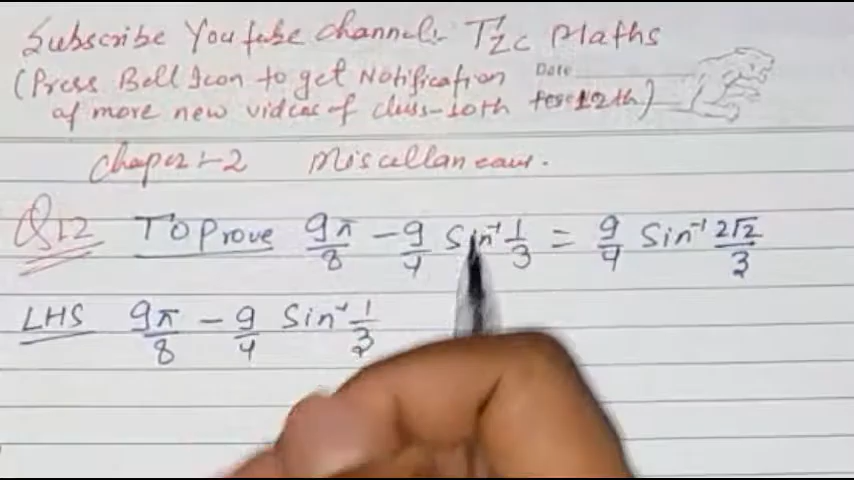 Subscribe YouTube channel:- TZC Maths
(Press Bell Icon to get Notification Date
of more new videos of class-10th to 12th)
Chaper:-2 Miscellaneous.
Q12 To Prove 9π/8 - 9/4 Sin⁻¹ 1/3 = 9/4 Sin⁻¹ 2√2/3
LHS 9π/8 - 9/4 Sin⁻¹ 1/3